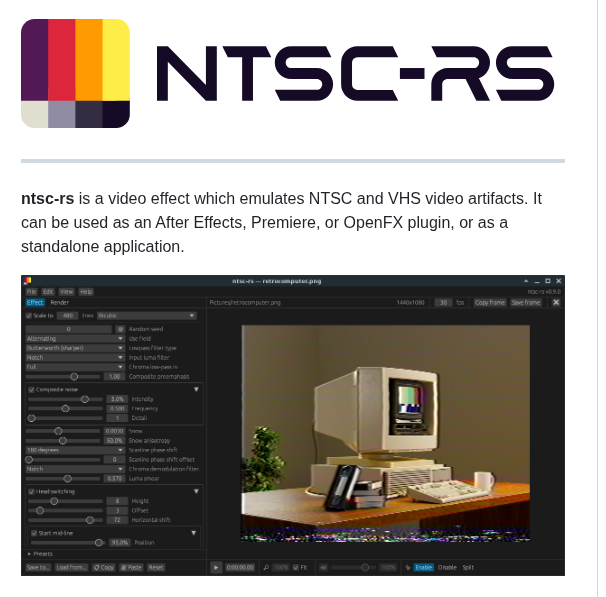 NTSC-RS
ntsc-rs is a video effect which emulates NTSC and VHS video artifacts. It
can be used as an After Effects, Premiere, or OpenFX plugin, or as a
standalone application.
ntsc-rs — retrocomputer.png
File Edit View Help
ntsc-rs v0.9.0
Effect Render
Pictures/retrocomputer.png 1440x1080 30 fps Copy frame Save frame
Scale to 480 lines Bicubic
0 Random seed
Alternating Use field
Butterworth (sharper) Lowpass filter type
Notch Input luma filter
Full Chroma low-pass in
1.00 Composite preemphasis
Composite noise
5.0% Intensity
0.500 Frequency
1 Detail
Snow
50.0% Snow anisotropy
180 degrees Scanline phase shift
0 Scanline phase shift offset
Notch Chroma demodulation filter
0.570 Luma smear
Head switching
8 Height
3 Offset
72 Horizontal shift
Start mid-line
95.0% Position
Presets
Save to... Load from... Copy Paste Reset
0:00:00.00 100% Fit 100% Enable Disable Split